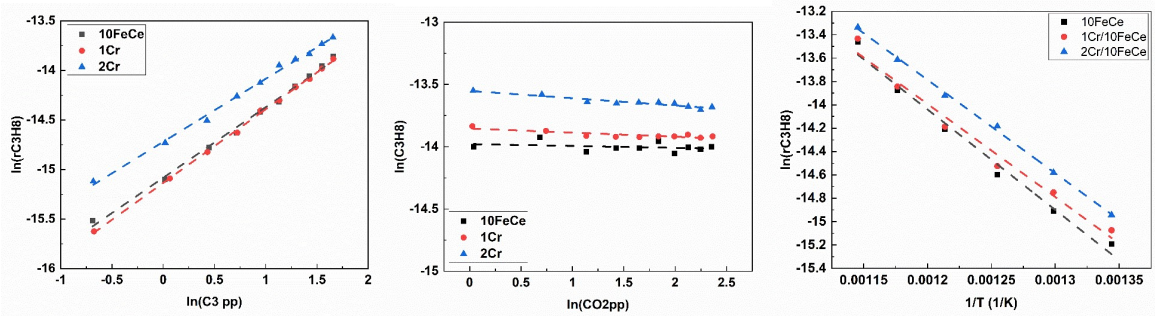 -13.5
-14
-14.5
-15
-15.5
-16
-1
-0.5
0
0.5
1
1.5
2
ln(rC3H8)
ln(C3 pp)
10FeCe
1Cr
2Cr
-13
-13.5
-14
-14.5
-15
0
0.5
1
1.5
2
2.5
ln(C3H8)
ln(CO2pp)
10FeCe
1Cr
2Cr
-13.2
-13.4
-13.6
-13.8
-14
-14.2
-14.4
-14.6
-14.8
-15
-15.2
-15.4
0.00115
0.0012
0.00125
0.0013
0.00135
ln(rC3H8)
1/T (1/K)
10FeCe
1Cr/10FeCe
2Cr/10FeCe